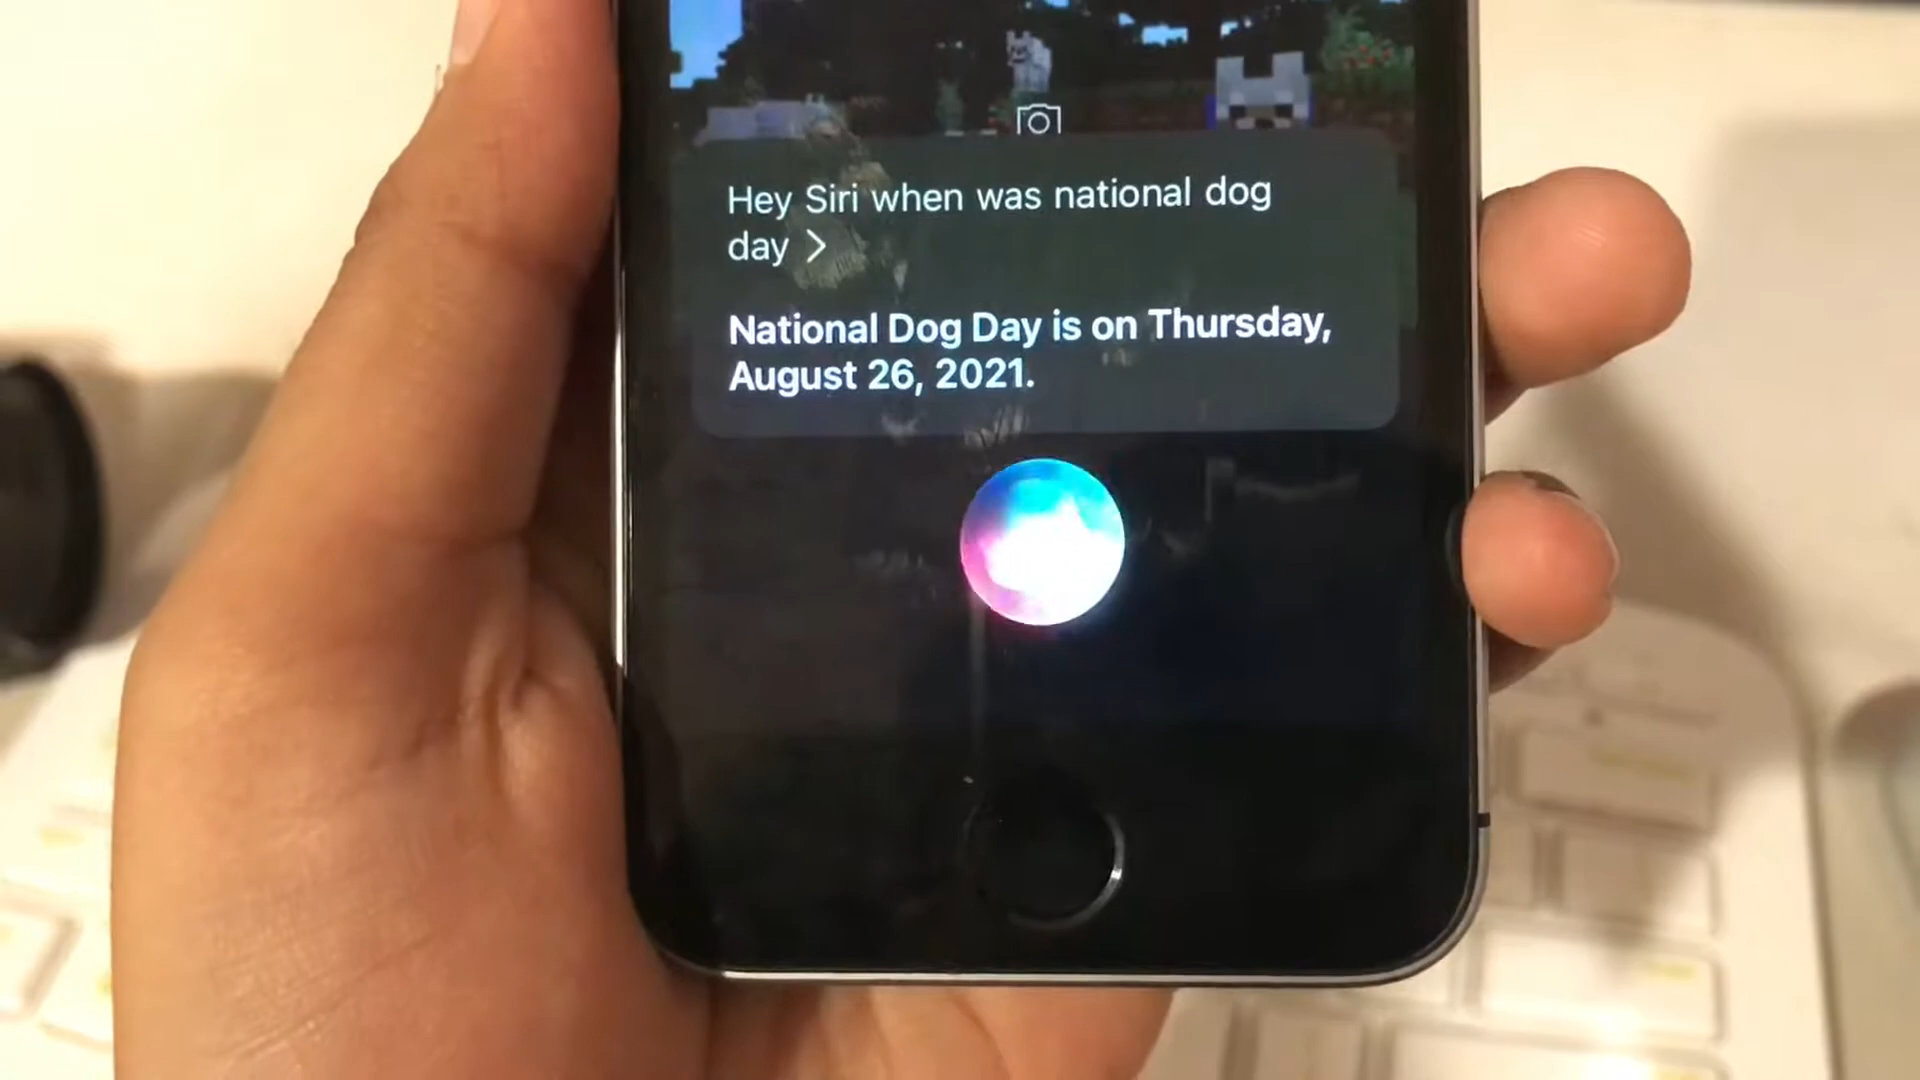 Hey Siri when was national dog
day >
National Dog Day is on Thursday,
August 26, 2021.